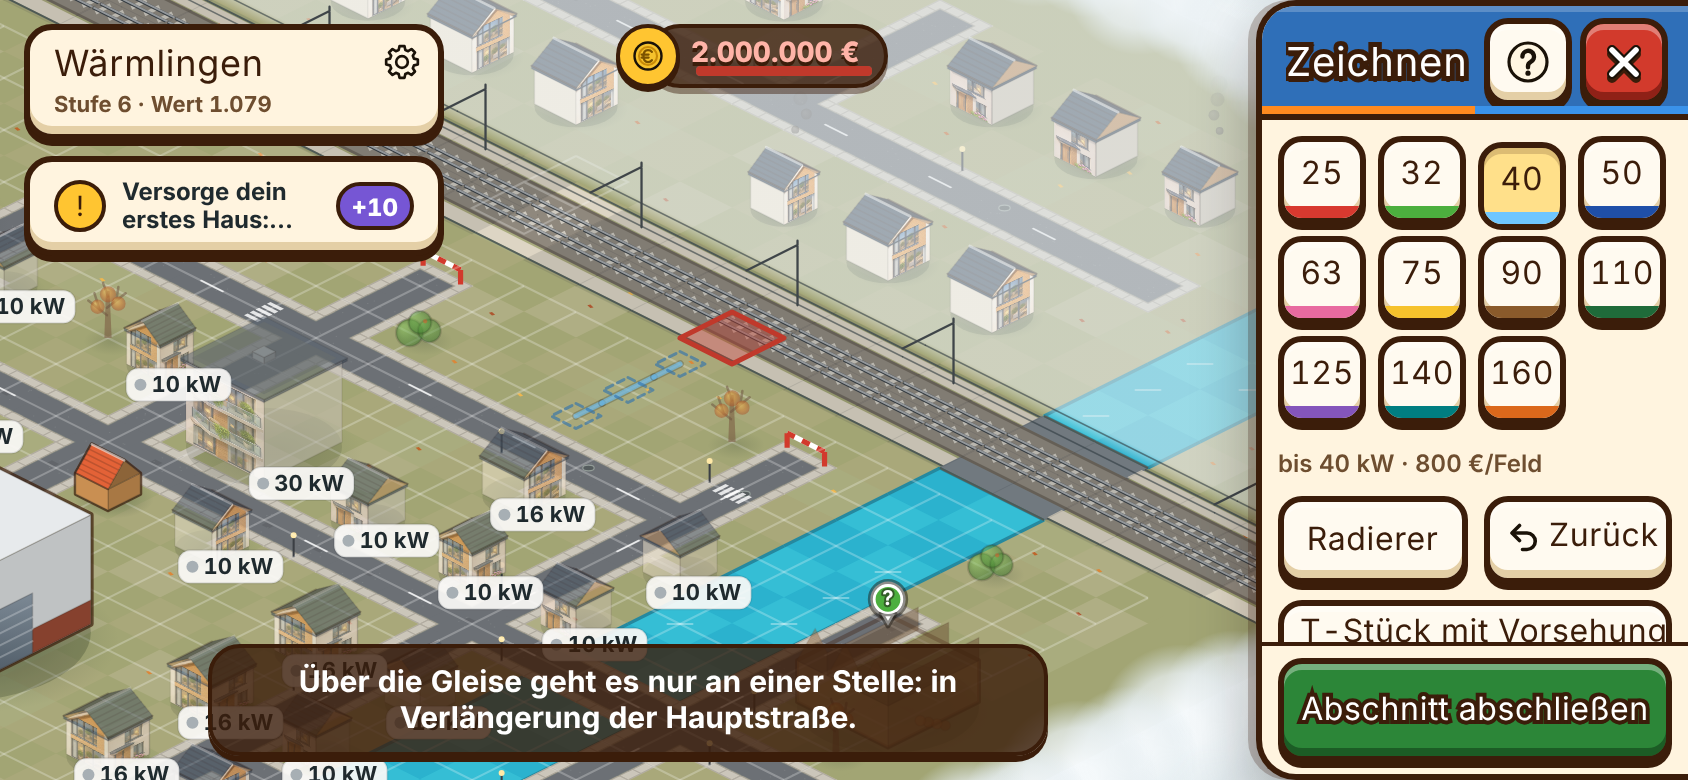 Wärmlingen
Stufe 6 · Wert 1.079
Versorge dein
erstes Haus:...
+10
2.000.000 €
Zeichnen
25
32
40
50
63
75
90
110
125
140
160
bis 40 kW · 800 €/Feld
Radierer
Zurück
T-Stück mit Vorsehung
Abschnitt abschließen
10 kW
10 kW
W
30 kW
16 kW
10 kW
10 kW
10 kW
10 kW
10 kW
16 kW
16 kW
16 kW
10 kW
Über die Gleise geht es nur an einer Stelle: in
Verlängerung der Hauptstraße.